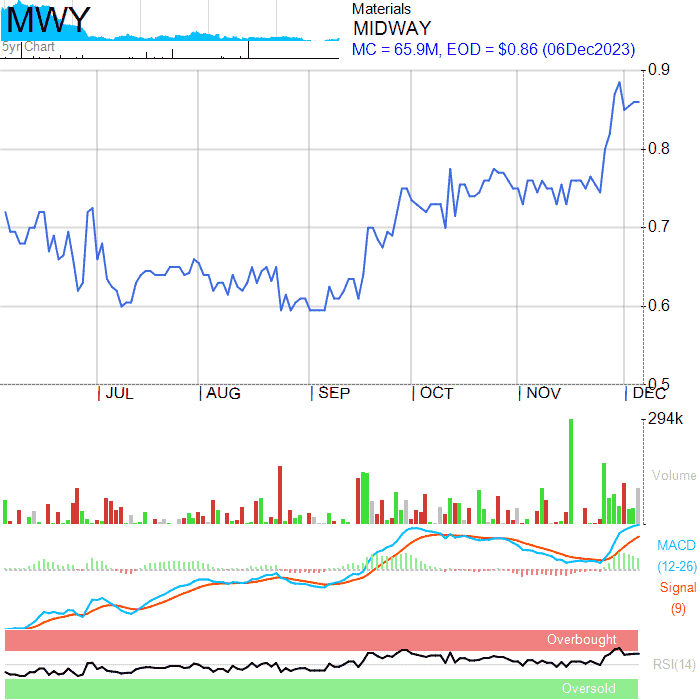 MWY
5yr Chart
Materials
MIDWAY
MC = 65.9M, EOD = $0.86 (06Dec2023)
0.9
0.8
0.7
0.6
0.5
JUL AUG SEP OCT NOV DEC
294k
Volume
MACD
(12-26)
Signal
(9)
Overbought
RSI(14)
Oversold